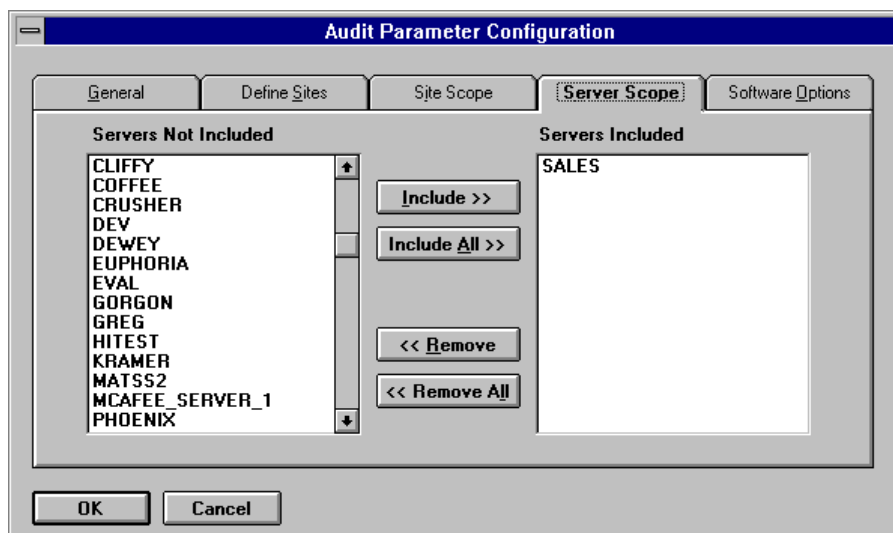 Audit Parameter Configuration
General
Define Sites
Site Scope
Server Scope
Software Options
Servers Not Included
CLIFFY
COFFEE
CRUSHER
DEV
DEWEY
EUPHORIA
EVAL
GORGON
GREG
HITEST
KRAMER
MATSS2
MCAFEE_SERVER_1
PHOENIX
Include >>
Include All >>
<< Remove
<< Remove All
Servers Included
SALES
OK
Cancel